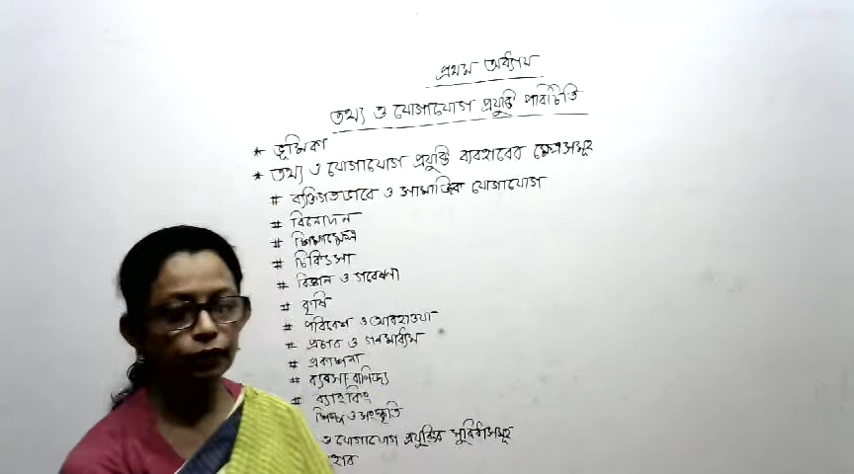 প্রথম অধ্যায়
তথ্য ও যোগাযোগ প্রযুক্তি পরিচিতি
* ভূমিকা
* তথ্য ও যোগাযোগ প্রযুক্তি ব্যবহারের ক্ষেত্রসমূহ
# ব্যক্তিগতভাবে ও সামাজিক যোগাযোগ
# বিনোদন
# শিক্ষাক্ষেত্র
# চিকিৎসা
# বিজ্ঞান ও গবেষণা
# কৃষি
# পরিবেশ ও আবহাওয়া
# প্রচার ও গনমাধ্যম
# প্রকাশনা
# ব্যবসা বাণিজ্য
# ব্যাংকিং
শিল্প ও সংস্কৃতি
ও যোগাযোগ প্রযুক্তির সুবিধাসমূহ